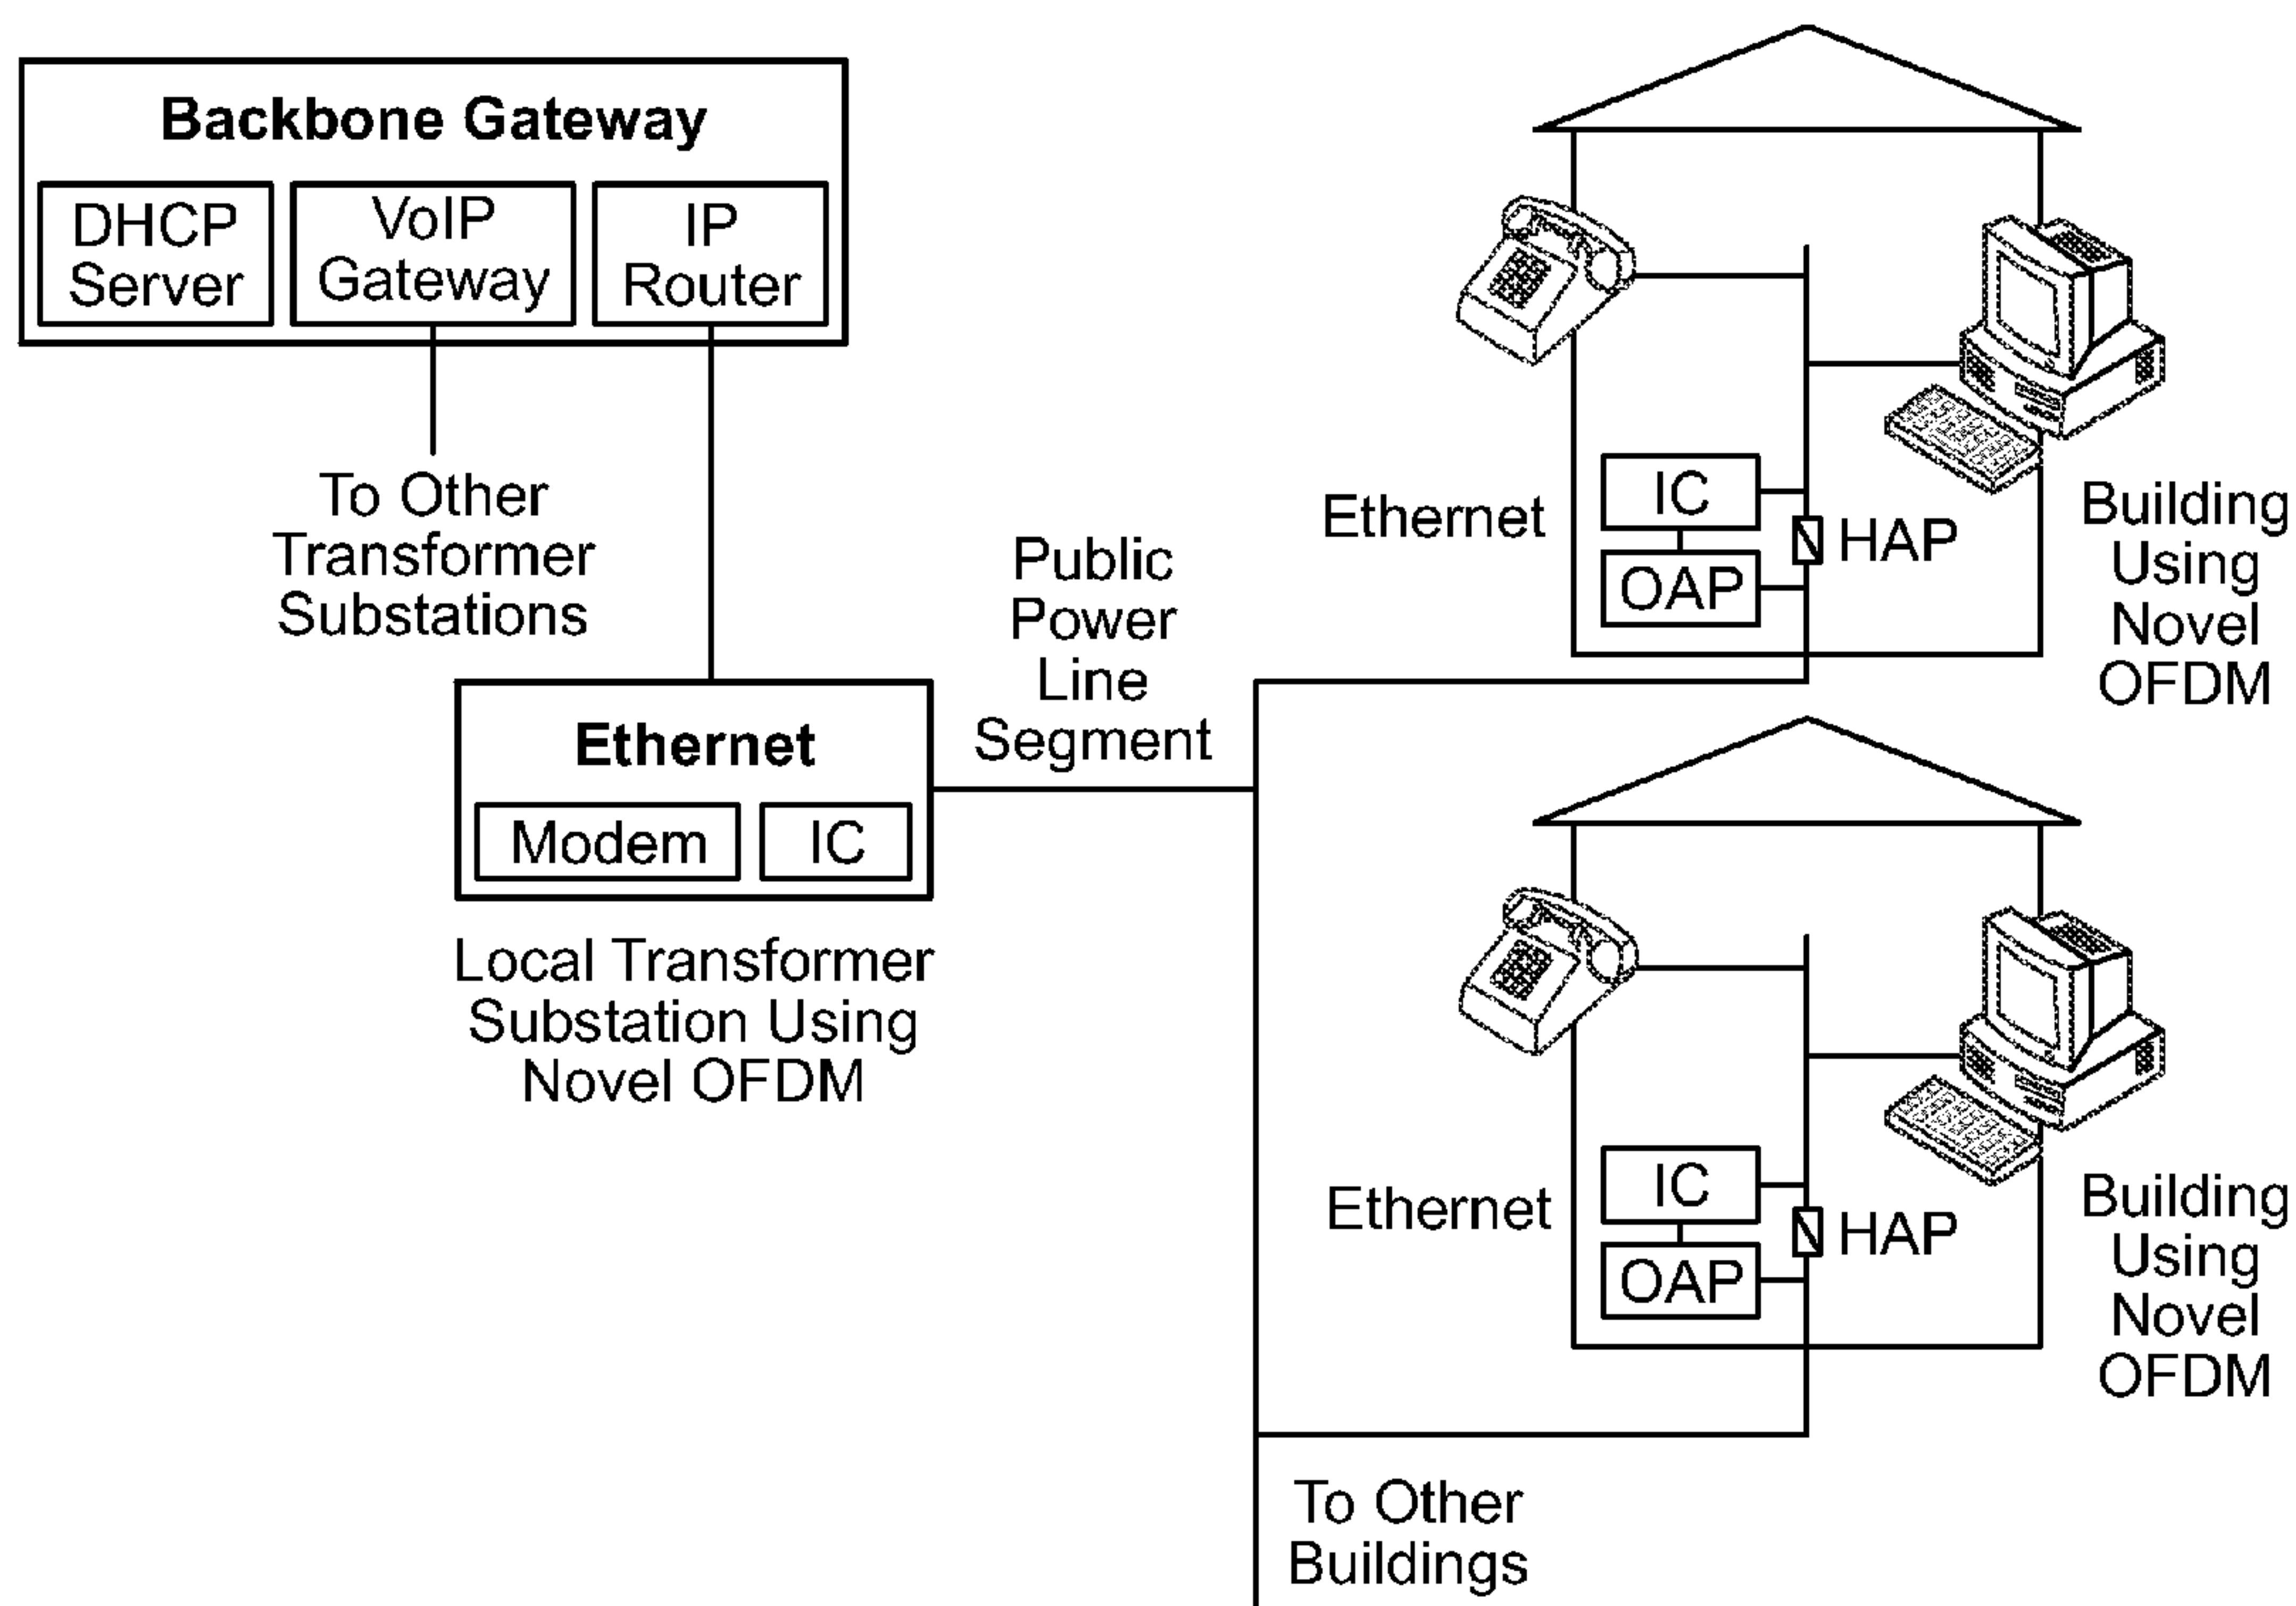 Backbone Gateway
DHCP
Server
VoIP
Gateway
IP
Router
To Other
Transformer
Substations
Ethernet
Modem
IC
Local Transformer
Substation Using
Novel OFDM
Public
Power
Line
Segment
Ethernet
IC
OAP
HAP
Building
Using
Novel
OFDM
Ethernet
IC
OAP
HAP
Building
Using
Novel
OFDM
To Other
Buildings